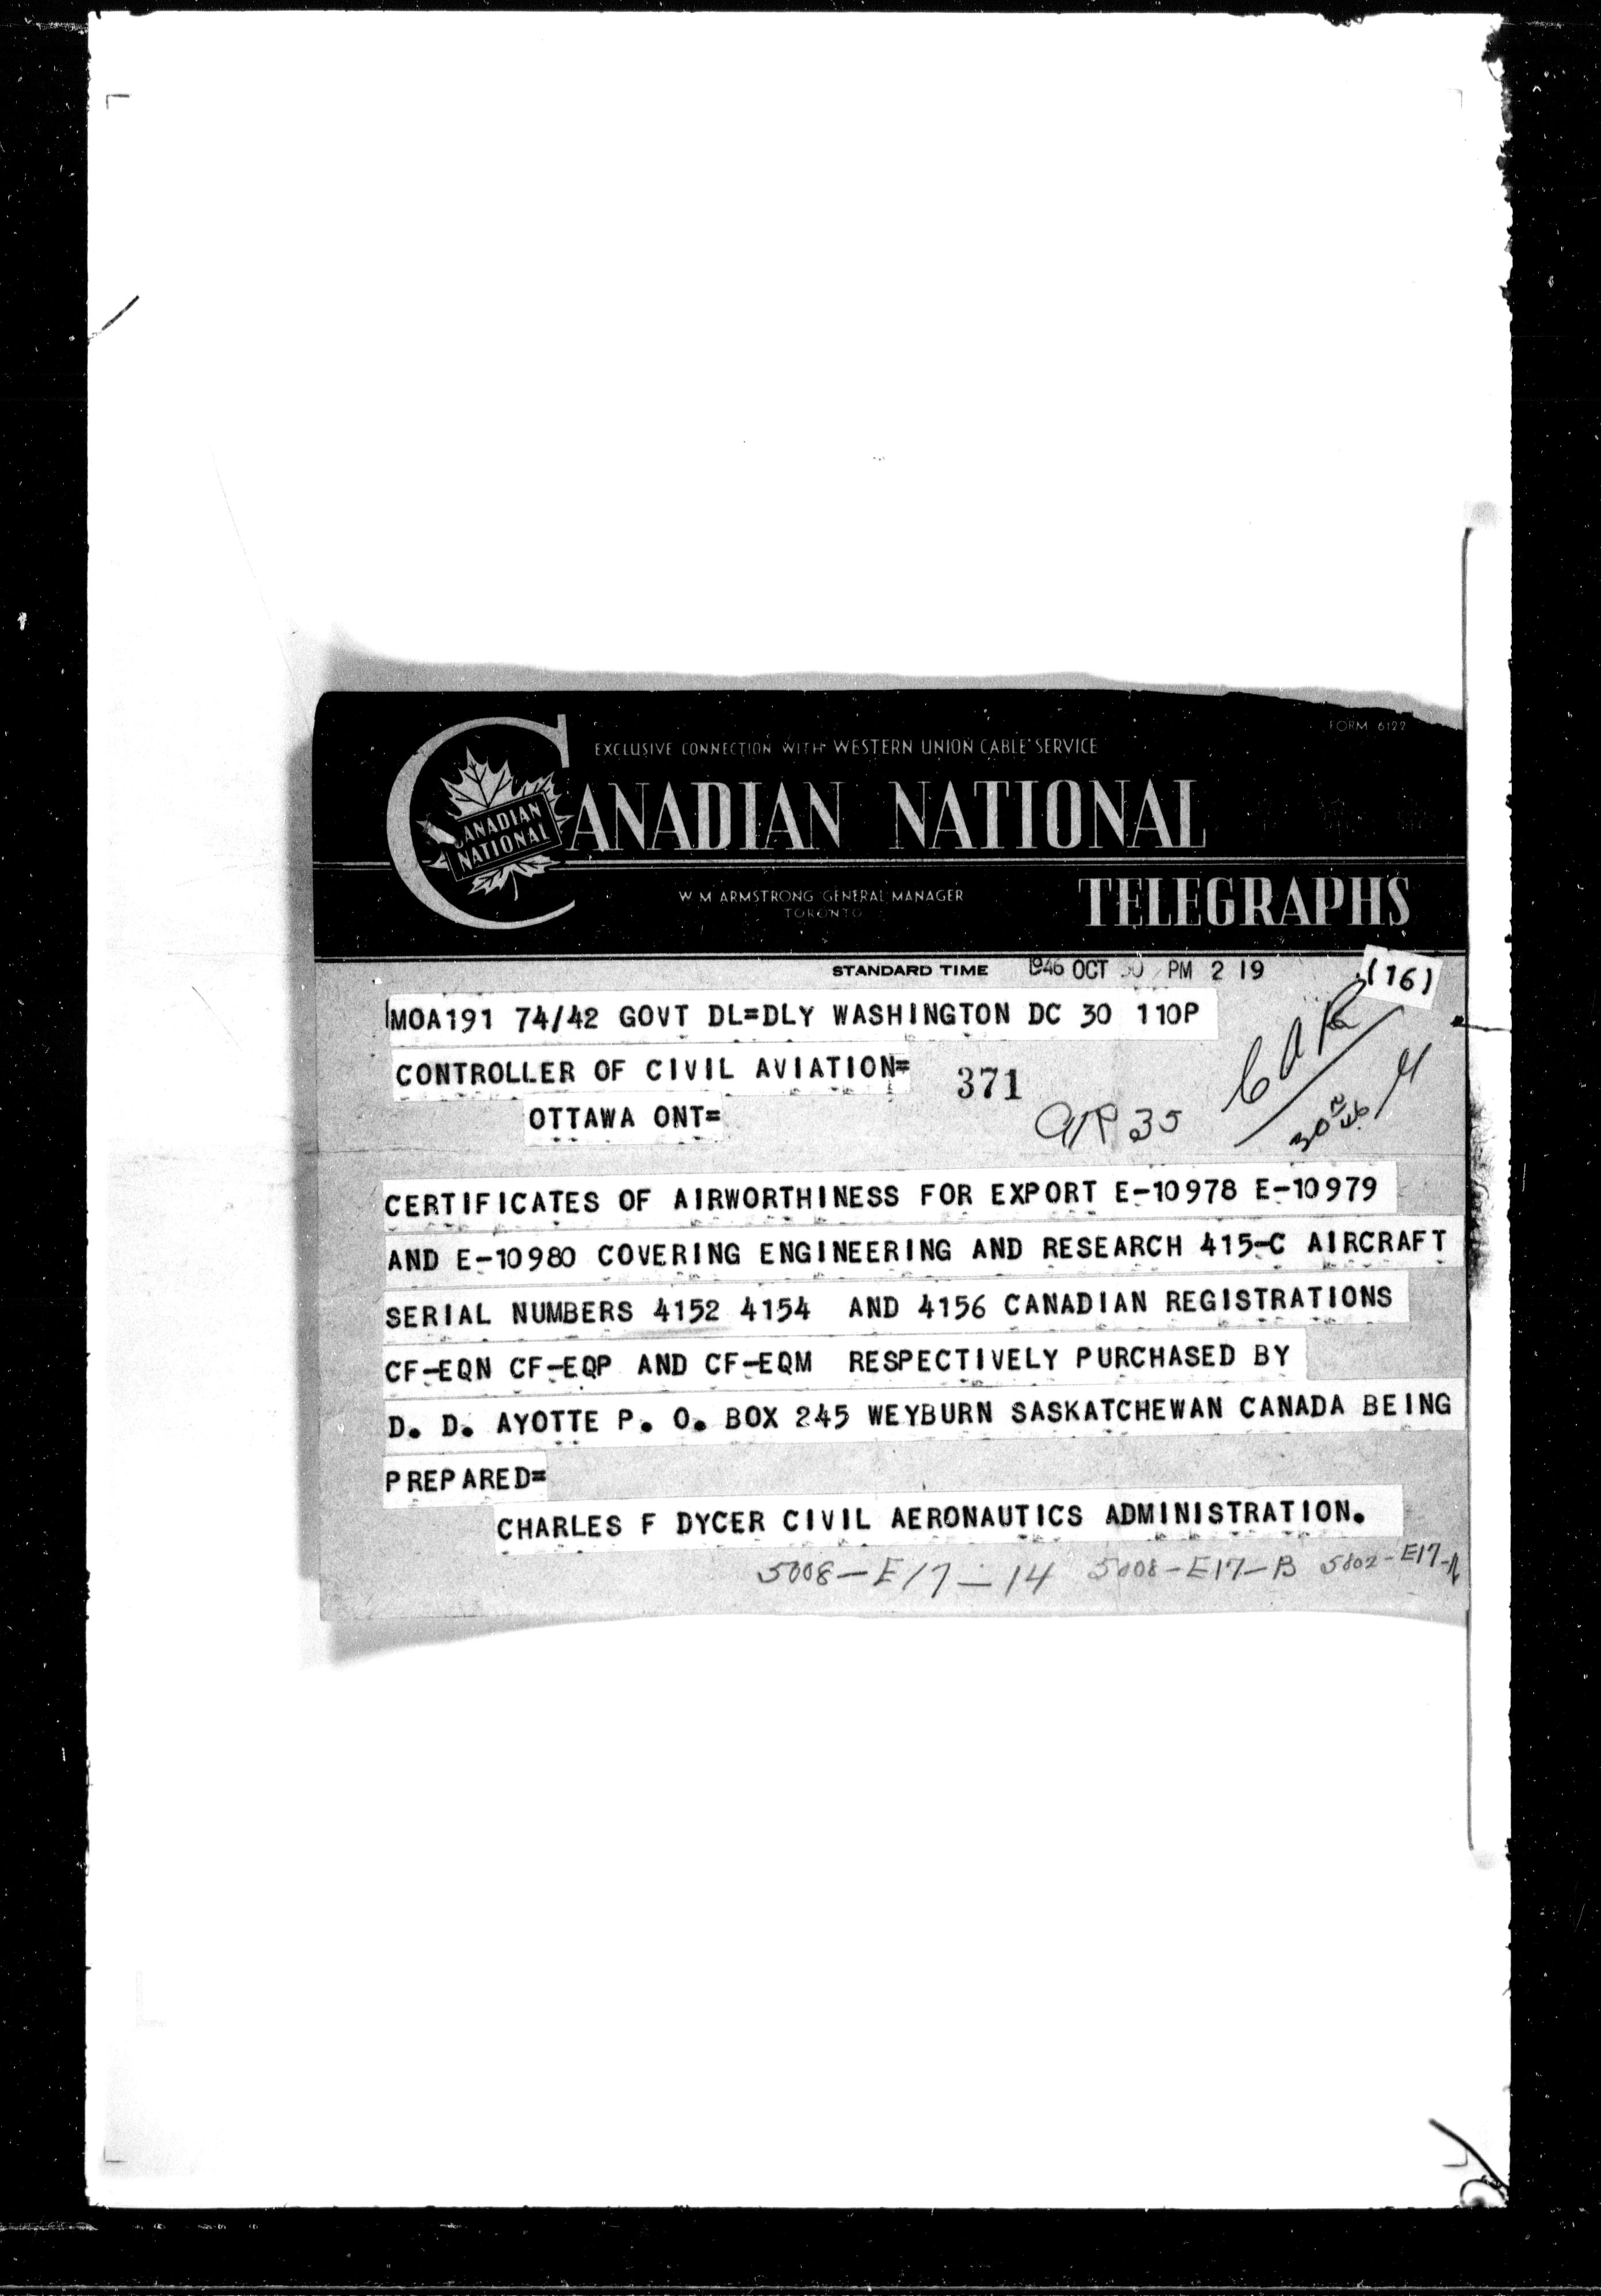 FORM 6122
EXCLUSIVE CONNECTION WITH WESTERN UNION CABLE SERVICE
CANADIAN NATIONAL
CANADIAN
NATIONAL
W M ARMSTRONG GENERAL MANAGER
TORONTO
TELEGRAPHS
STANDARD TIME 1946 OCT 30 PM 2 19
(16)
MOA191 74/42 GOVT DL=DLY WASHINGTON DC 30 110P
CONTROLLER OF CIVIL AVIATION= 371
OTTAWA ONT=
35
CERTIFICATES OF AIRWORTHINESS FOR EXPORT E-10978 E-10979
AND E-10980 COVERING ENGINEERING AND RESEARCH 415-C AIRCRAFT
SERIAL NUMBERS 4152 4154 AND 4156 CANADIAN REGISTRATIONS
CF-EQN CF-EQP AND CF-EQM RESPECTIVELY PURCHASED BY
D. D. AYOTTE P. O. BOX 245 WEYBURN SASKATCHEWAN CANADA BEING
PREPARED=
CHARLES F DYCER CIVIL AERONAUTICS ADMINISTRATION.
5008-E17-14 5008-E17-B